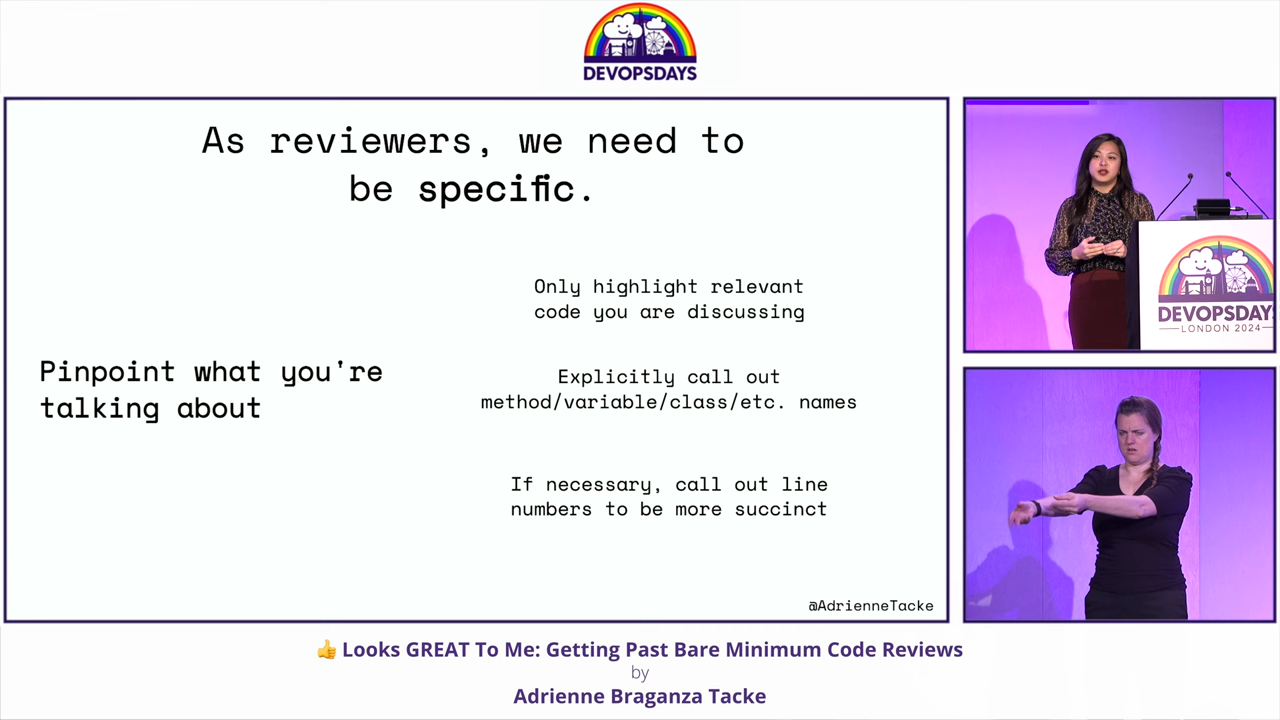 DEVOPSDAYS
As reviewers, we need to
be specific.
Pinpoint what you're
talking about
Only highlight relevant
code you are discussing
Explicitly call out
method/variable/class/etc. names
If necessary, call out line
numbers to be more succinct
@AdrienneTacke
DEVOPSDAYS
LONDON 2024
👍 Looks GREAT To Me: Getting Past Bare Minimum Code Reviews
by
Adrienne Braganza Tacke